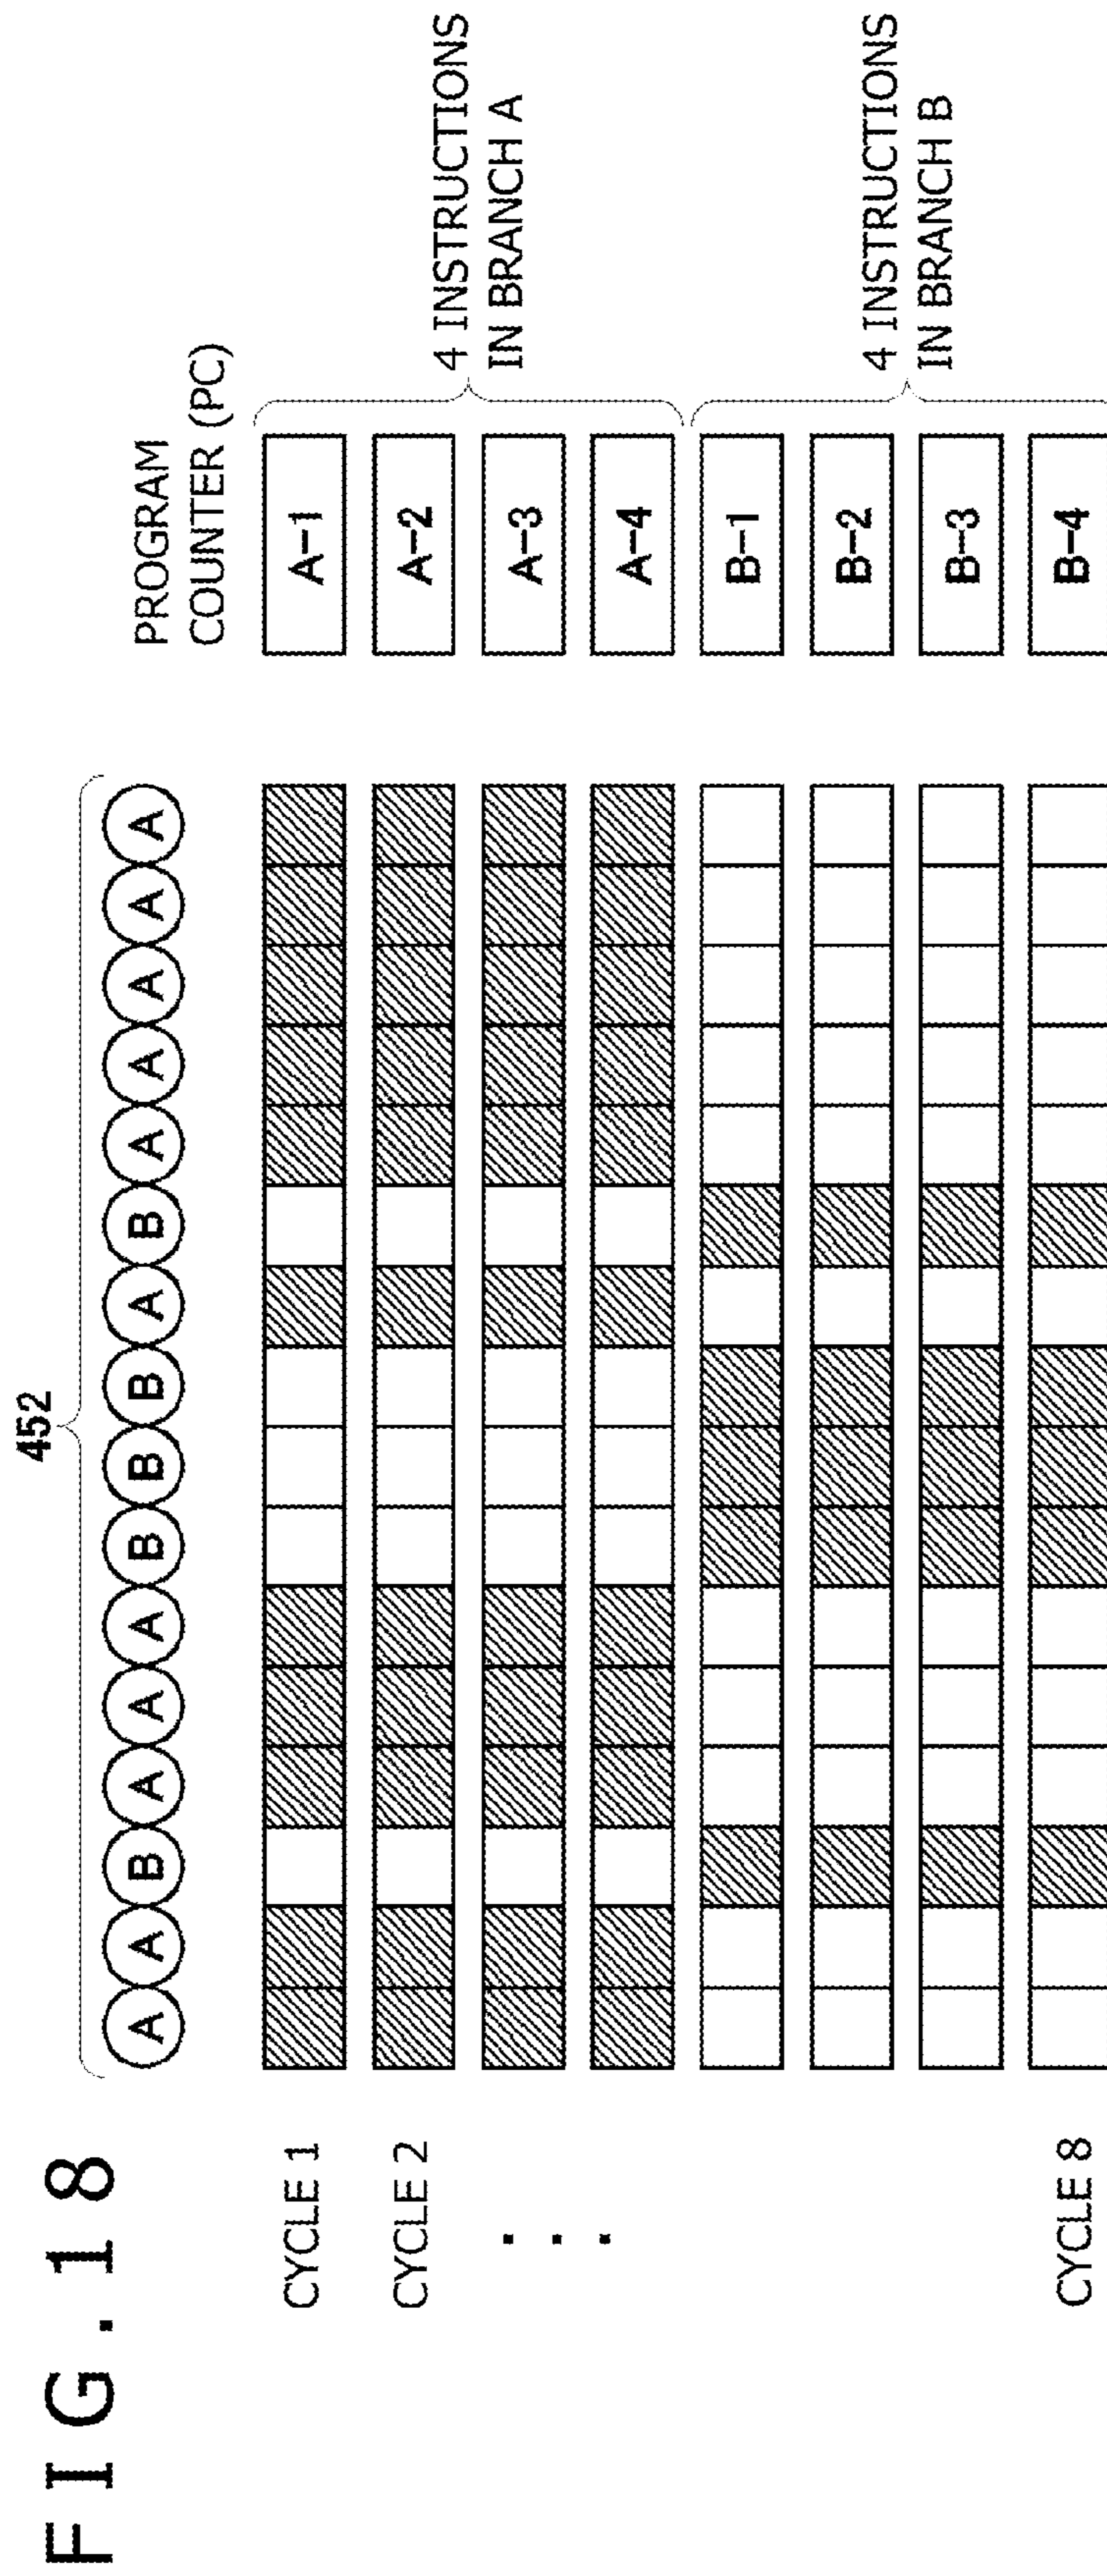 FIG. 18
452
PROGRAM
COUNTER (PC)
A A B A A A B B B A B A A A A A
CYCLE 1
A-1
CYCLE 2
A-2
A-3
A-4
4 INSTRUCTIONS
IN BRANCH A
B-1
B-2
B-3
CYCLE 8
B-4
4 INSTRUCTIONS
IN BRANCH B